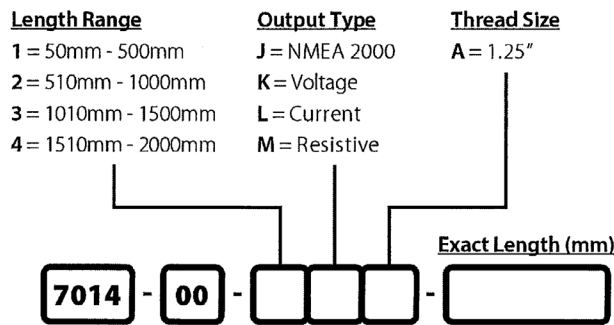 Length Range Output Type Thread Size
1 = 50mm - 500mm J = NMEA 2000 A = 1.25"
2 = 510mm - 1000mm K = Voltage
3 = 1010mm - 1500mm L = Current
4 = 1510mm - 2000mm M = Resistive
Exact Length (mm)
7014 - 00 - -